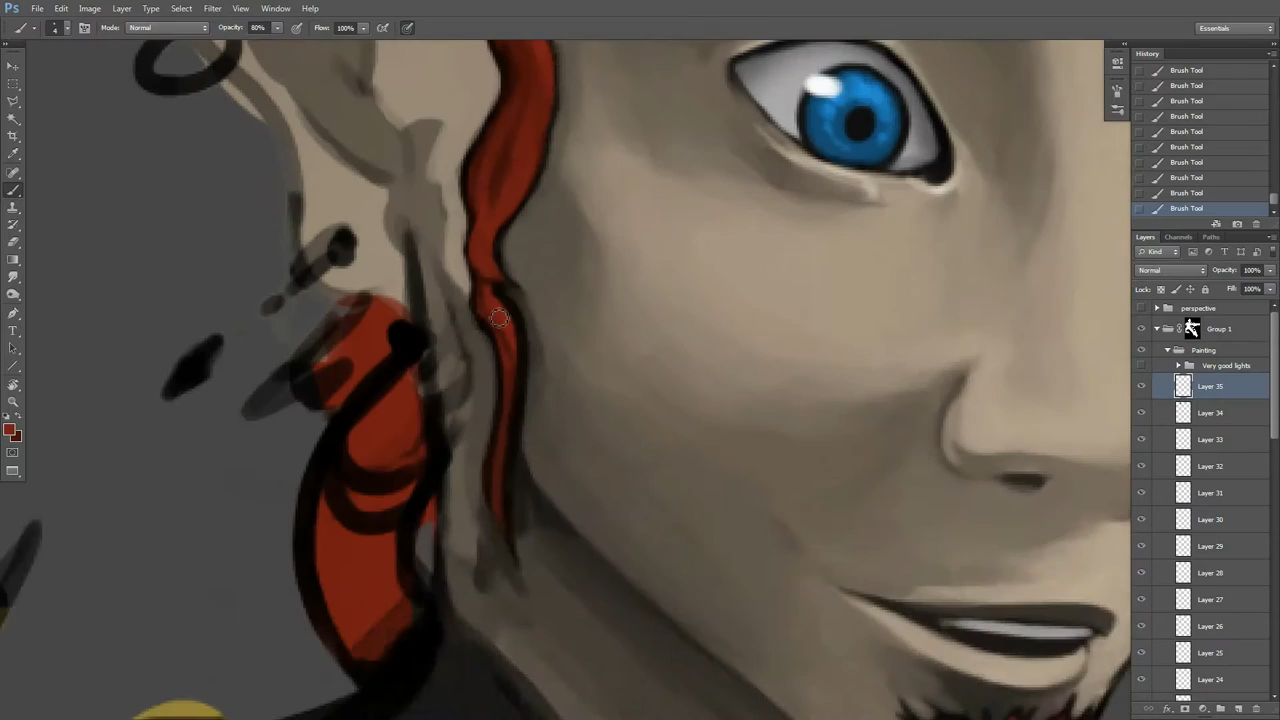 Ps File Edit Image Layer Type Select Filter View Window Help
4 Mode: Normal Opacity: 80% Flow: 100% Essentials
History
Brush Tool
Brush Tool
Brush Tool
Brush Tool
Brush Tool
Brush Tool
Brush Tool
Brush Tool
Brush Tool
Brush Tool
Layers Channels Paths
Kind
Normal Opacity: 100%
Lock: Fill: 100%
perspective
Group 1
Painting
Very good lights
Layer 35
Layer 34
Layer 33
Layer 32
Layer 31
Layer 30
Layer 29
Layer 28
Layer 27
Layer 26
Layer 25
Layer 24
fx